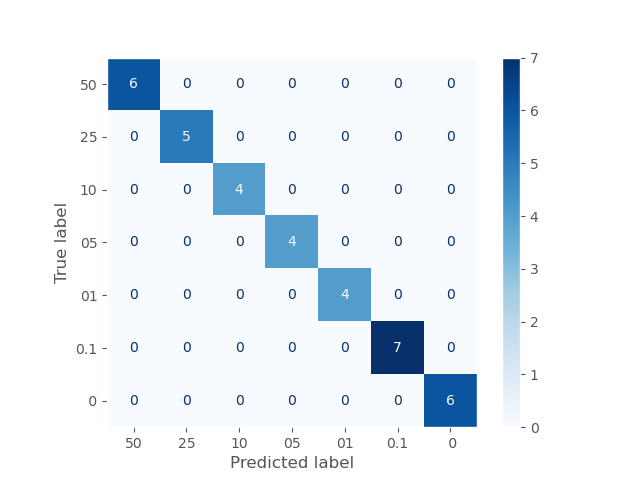 50 6 0 0 0 0 0 0
25 0 5 0 0 0 0 0
10 0 0 4 0 0 0 0
05 0 0 0 4 0 0 0
01 0 0 0 0 4 0 0
0.1 0 0 0 0 0 7 0
0 0 0 0 0 0 0 6
50 25 10 05 01 0.1 0
Predicted label
True label
7
6
5
4
3
2
1
0